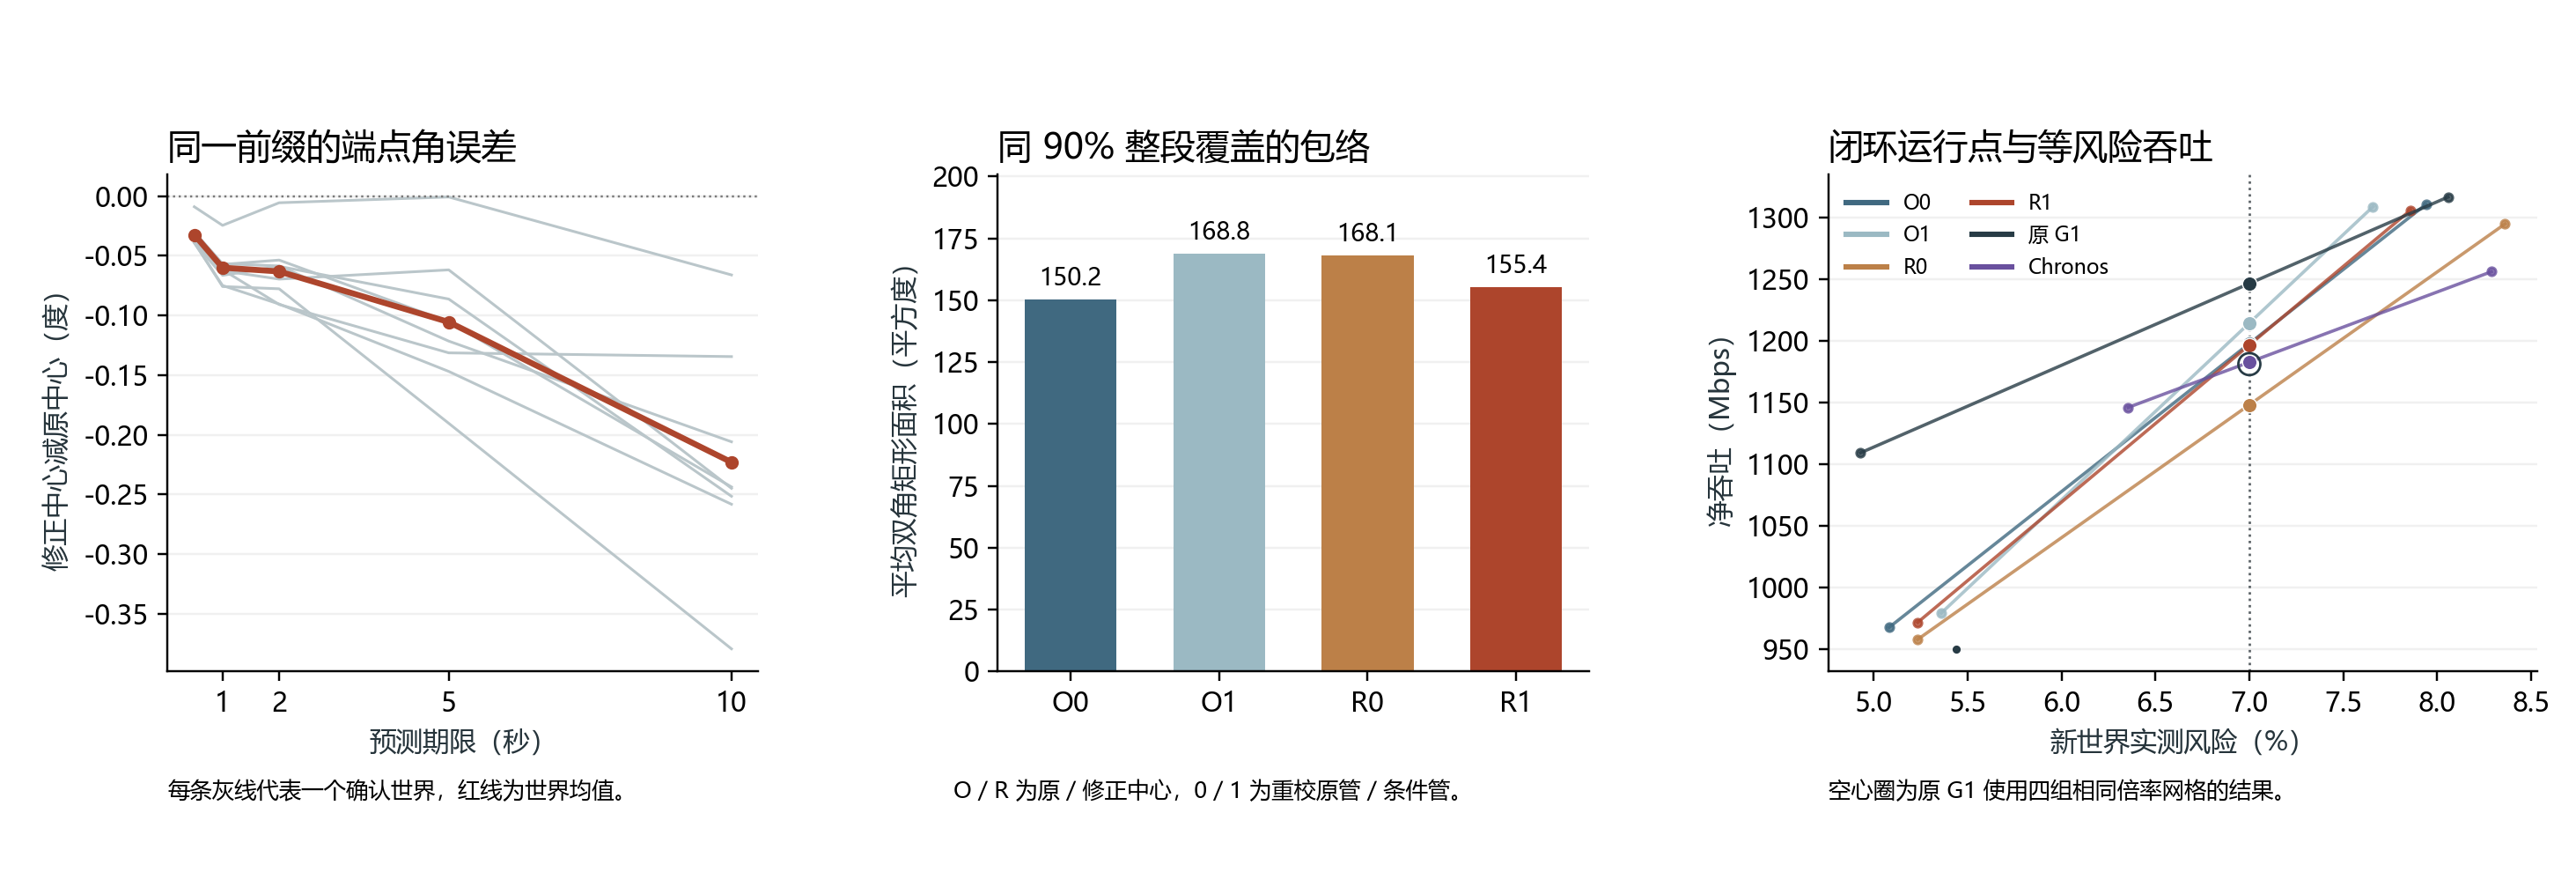 同一前缀的端点角误差
修正中心减原中心（度）
0.00
-0.05
-0.10
-0.15
-0.20
-0.25
-0.30
-0.35
1
2
5
10
预测期限（秒）
每条灰线代表一个确认世界，红线为世界均值。
同 90% 整段覆盖的包络
平均双角矩形面积（平方度）
200
175
150
125
100
75
50
25
0
150.2
168.8
168.1
155.4
O0
O1
R0
R1
O / R 为原 / 修正中心，0 / 1 为重校原管 / 条件管。
闭环运行点与等风险吞吐
净吞吐（Mbps）
1300
1250
1200
1150
1100
1050
1000
950
O0
O1
R0
R1
原 G1
Chronos
5.0
5.5
6.0
6.5
7.0
7.5
8.0
8.5
新世界实测风险（%）
空心圈为原 G1 使用四组相同倍率网格的结果。